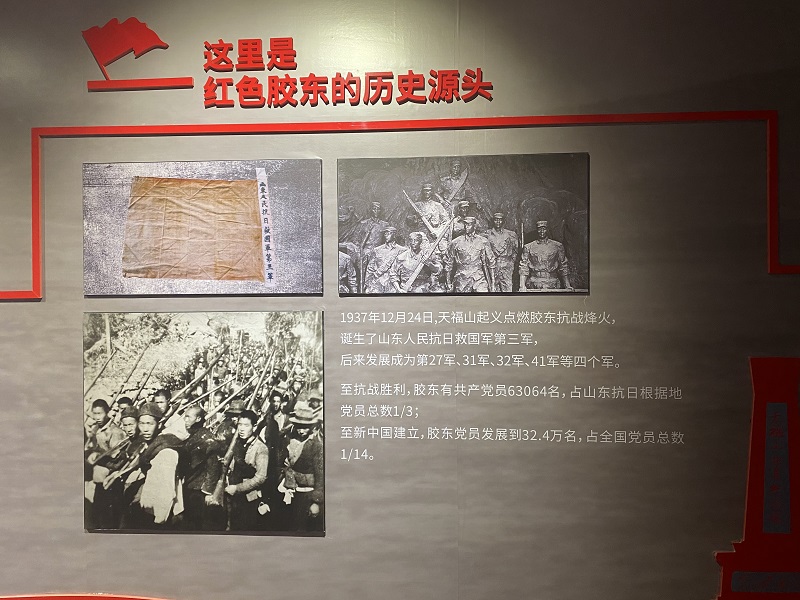 这里是
红色胶东的历史源头
山東人民抗日救國軍第三軍
1937年12月24日,天福山起义点燃胶东抗战烽火，
诞生了山东人民抗日救国军第三军，
后来发展成为第27军、31军、32军、41军等四个军。
至抗战胜利，胶东有共产党员63064名，占山东抗日根据地
党员总数1/3；
至新中国建立，胶东党员发展到32.4万名，占全国党员总数
1/14。